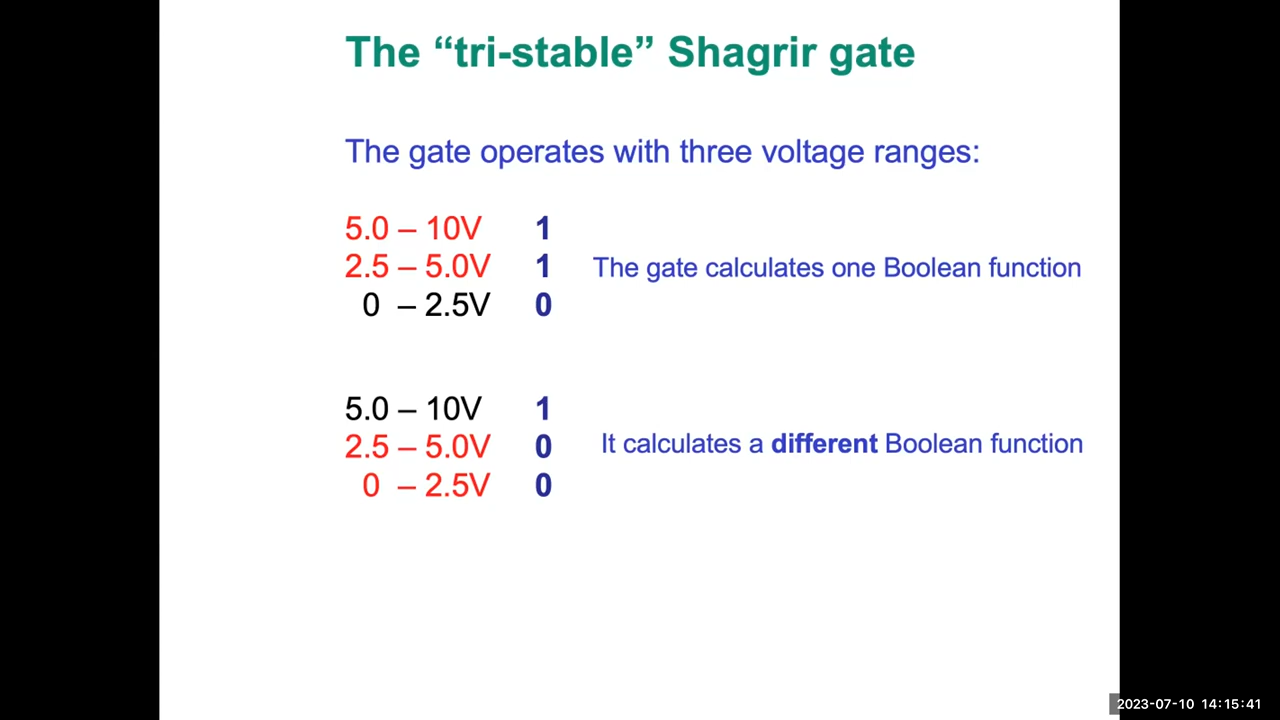 The “tri-stable” Shagrir gate
The gate operates with three voltage ranges:
5.0 – 10V 1
2.5 – 5.0V 1 The gate calculates one Boolean function
0 – 2.5V 0
5.0 – 10V 1
2.5 – 5.0V 0 It calculates a different Boolean function
0 – 2.5V 0
2023-07-10 14:15:41